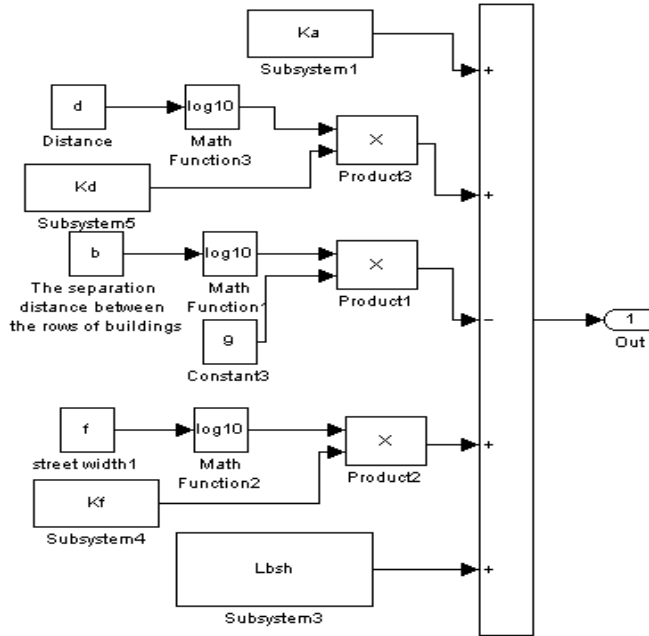 Ka
Subsystem1
+
d
Distance
log10
Math
Function3
X
Product3
+
Kd
Subsystem5
b
The separation
distance between
the rows of buildings
log10
Math
Function1
X
Product1
−
9
Constant3
1
Out
f
street width1
log10
Math
Function2
X
Product2
+
Kf
Subsystem4
Lbsh
Subsystem3
+